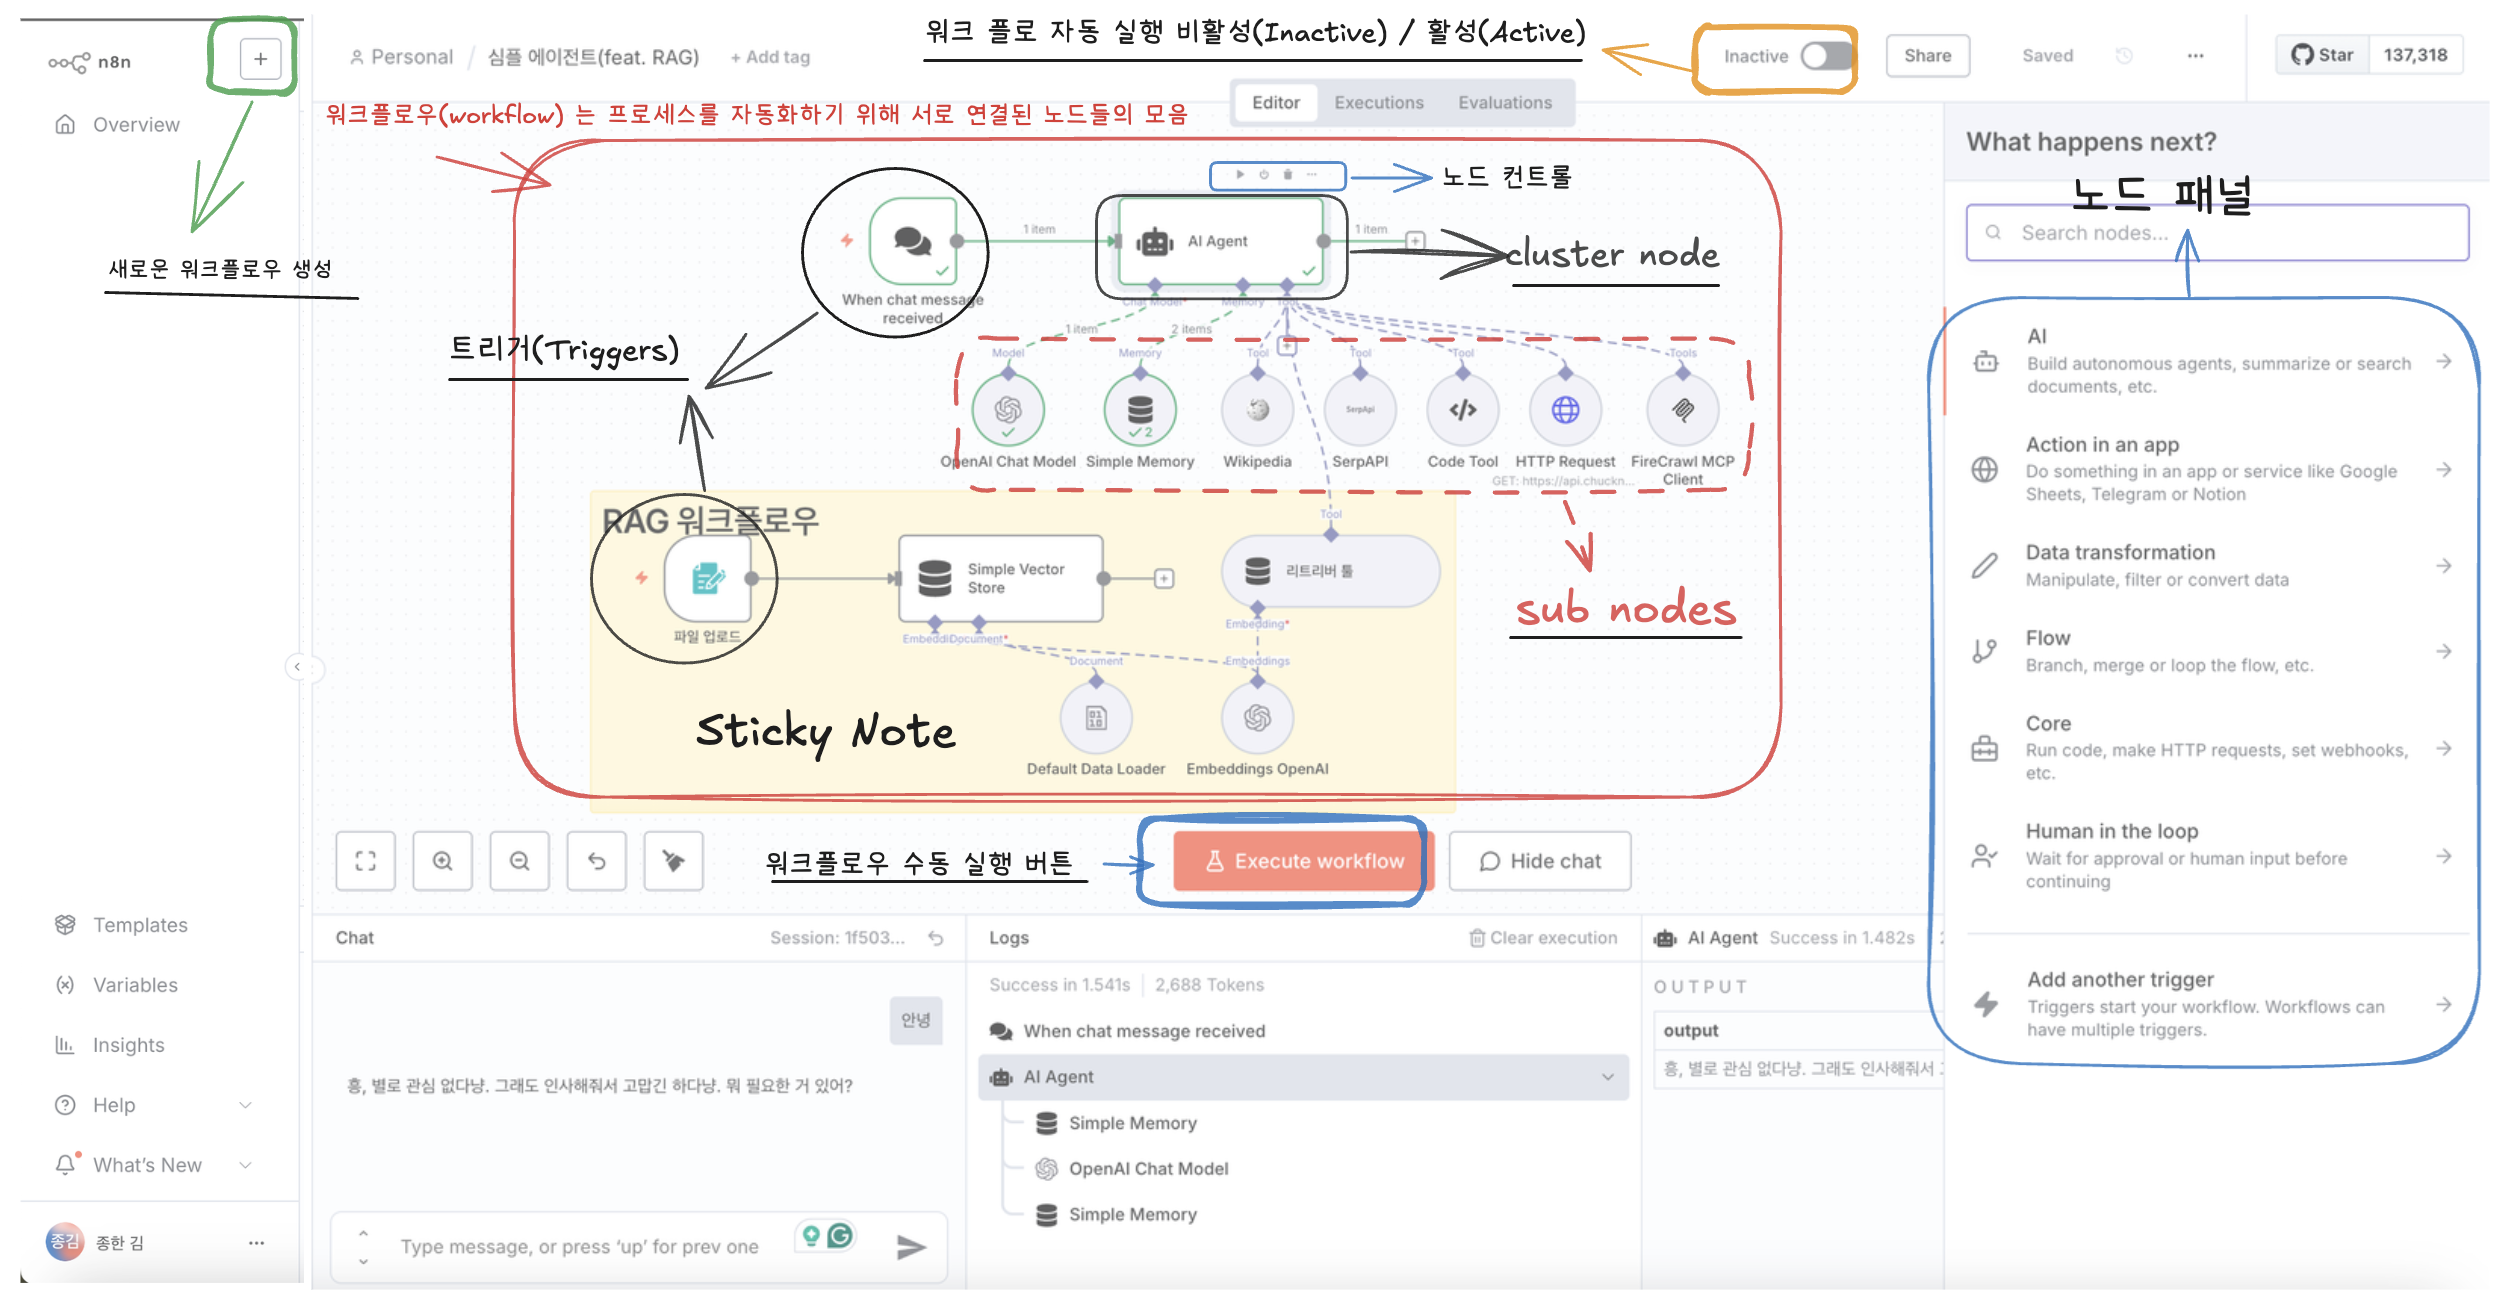 n8n
+
Overview
새로운 워크플로우 생성
Personal / 심플 에이전트(feat. RAG) + Add tag
워크 플로 자동 실행 비활성(Inactive) / 활성(Active)
Inactive
Share
Saved
...
Star 137,318
Editor Executions Evaluations
워크플로우(workflow) 는 프로세스를 자동화하기 위해 서로 연결된 노드들의 모음
노드 컨트롤
When chat message
received
1 item
AI Agent
1 item
cluster node
Chat Model*
Memory
Tool
트리거(Triggers)
1 item
2 items
Model
Memory
Tool
Tool
Tool
Tools
SerpApi
2
OpenAI Chat Model
Simple Memory
Wikipedia
SerpAPI
Code Tool
HTTP Request
GET: https://api.chuckn...
FireCrawl MCP
Client
sub nodes
RAG 워크플로우
파일 업로드
Simple Vector
Store
Tool
리트리버 툴
Document*
Embedding*
Document
Embeddings
Default Data Loader
Embeddings OpenAI
Sticky Note
워크플로우 수동 실행 버튼
Execute workflow
Hide chat
What happens next?
노드 패널
Search nodes...
AI
Build autonomous agents, summarize or search
documents, etc.
Action in an app
Do something in an app or service like Google
Sheets, Telegram or Notion
Data transformation
Manipulate, filter or convert data
Flow
Branch, merge or loop the flow, etc.
Core
Run code, make HTTP requests, set webhooks,
etc.
Human in the loop
Wait for approval or human input before
continuing
Add another trigger
Triggers start your workflow. Workflows can
have multiple triggers.
Templates
Variables
Insights
Help
What's New
종김 종한 김 ...
Chat
Session: 1f503...
안녕
흥, 별로 관심 없다냥. 그래도 인사해줘서 고맙긴 하다냥. 뭐 필요한 거 있어?
Type message, or press 'up' for prev one
Logs
Clear execution
Success in 1.541s | 2,688 Tokens
When chat message received
AI Agent
Simple Memory
OpenAI Chat Model
Simple Memory
AI Agent Success in 1.482s
OUTPUT
output
흥, 별로 관심 없다냥. 그래도 인사해줘서